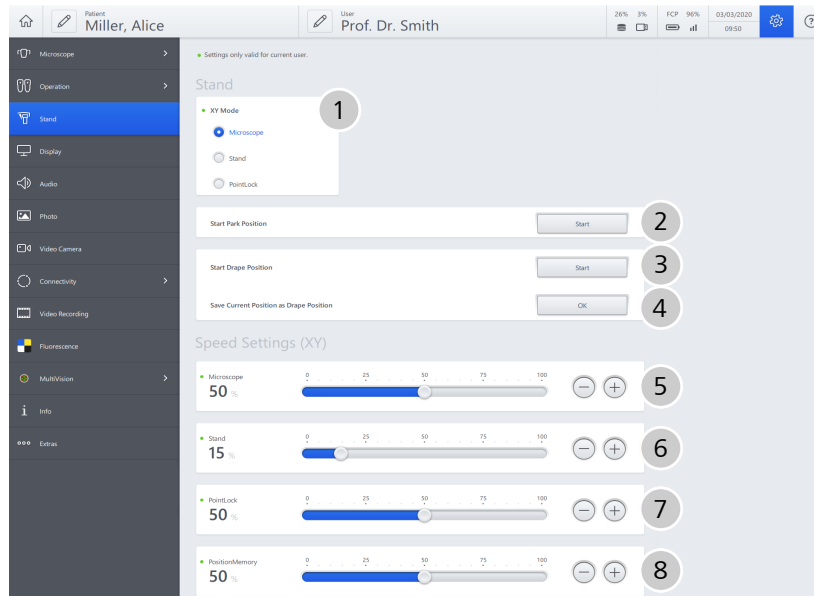 Patient
Miller, Alice
User
Prof. Dr. Smith
26% 3%
FCP 96%
03/03/2020
09:50
?
Microscope
Operation
Stand
Display
Audio
Photo
Video Camera
Connectivity
Video Recording
Fluorescence
MultiVision
i Info
Extras
Settings only valid for current user.
Stand
XY Mode
1
Microscope
Stand
PointLock
Start Park Position
Start
2
Start Drape Position
Start
3
Save Current Position as Drape Position
OK
4
Speed Settings (XY)
Microscope
50 %
0 25 50 75 100
5
Stand
15 %
0 25 50 75 100
6
PointLock
50 %
0 25 50 75 100
7
PositionMemory
50 %
0 25 50 75 100
8